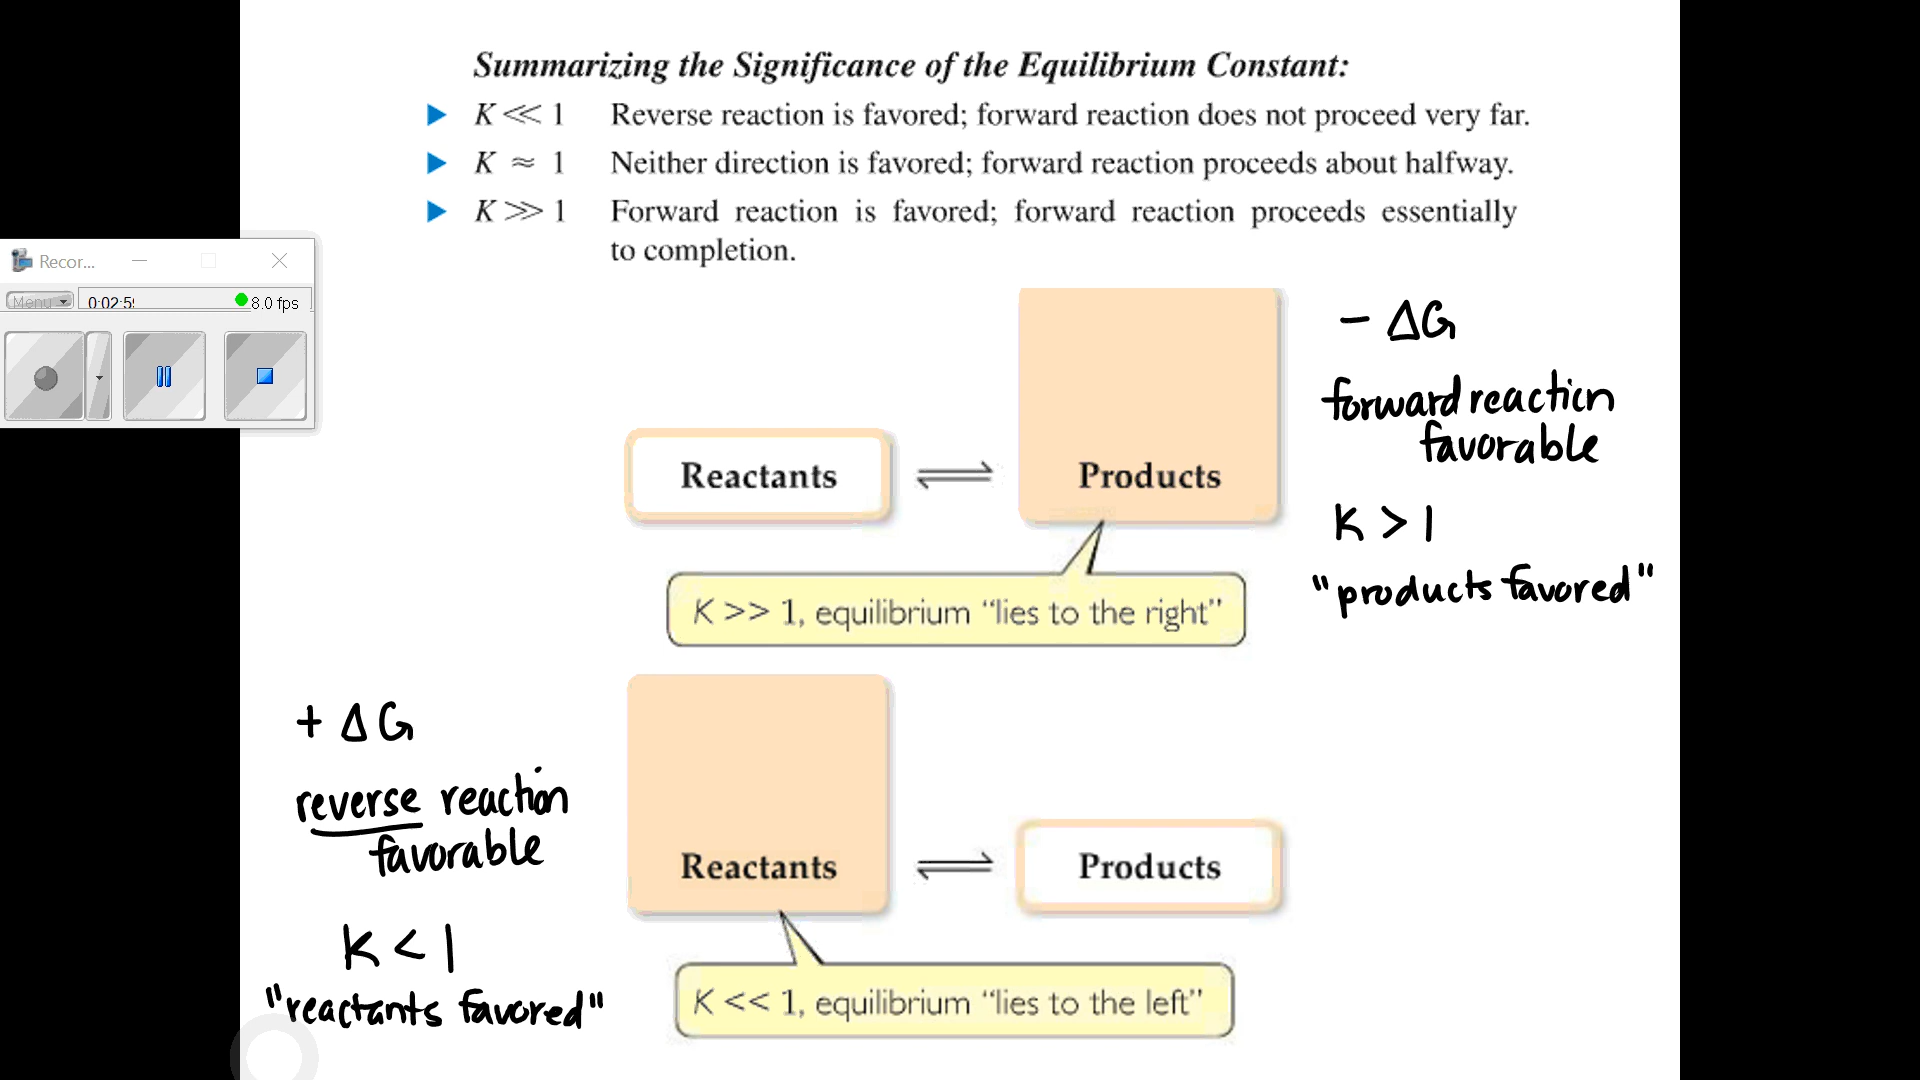 Summarizing the Significance of the Equilibrium Constant:
K << 1 Reverse reaction is favored; forward reaction does not proceed very far.
K ≈ 1 Neither direction is favored; forward reaction proceeds about halfway.
K >> 1 Forward reaction is favored; forward reaction proceeds essentially
to completion.
Recor...
Menu 0:02:5 8.0 fps
Reactants ⇌ Products
K >> 1, equilibrium “lies to the right”
- ΔG
forward reaction
favorable
K > 1
"products favored"
+ ΔG
reverse reaction
favorable
K < 1
"reactants favored"
Reactants ⇌ Products
K << 1, equilibrium “lies to the left”